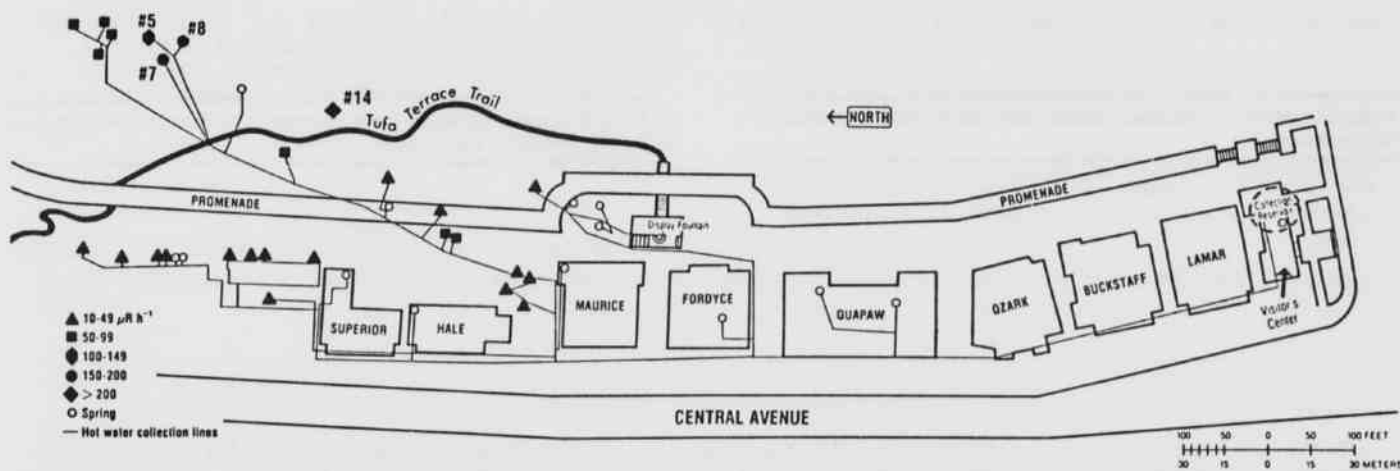 #5
#8
#7
#14
Tufa Terrace Trail
← NORTH
PROMENADE
PROMENADE
Display Fountain
Collection
Reservoir
SUPERIOR
HALE
MAURICE
FORDYCE
QUAPAW
OZARK
BUCKSTAFF
LAMAR
Visitor's
Center
10-49 µR h⁻¹
50-99
100-149
150-200
> 200
Spring
Hot water collection lines
CENTRAL AVENUE
100 50 0 50 100 FEET
30 15 0 15 30 METERS